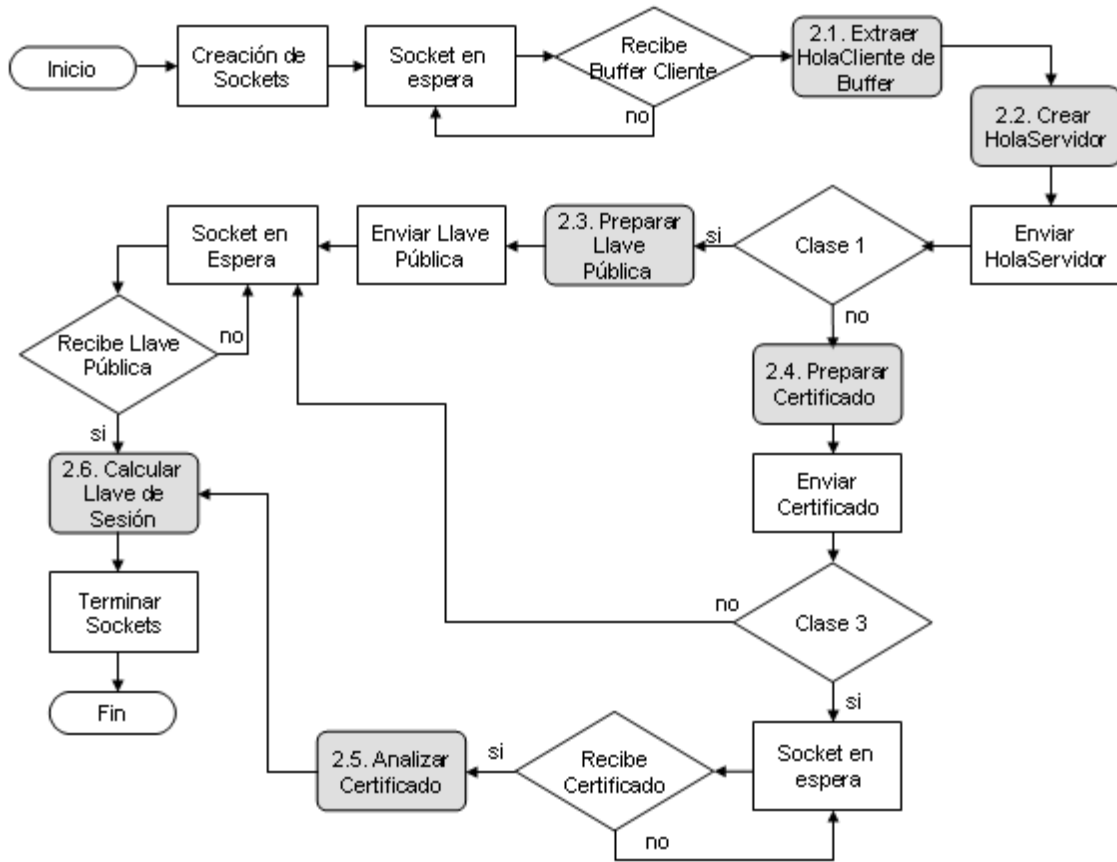 Inicio
Creación de
Sockets
Socket en
espera
Recibe
Buffer Cliente
no
2.1. Extraer
HolaCliente de
Buffer
2.2. Crear
HolaServidor
Enviar
HolaServidor
Clase 1
si
no
2.3. Preparar
Llave
Pública
Enviar Llave
Pública
Socket en
Espera
Recibe Llave
Pública
no
si
2.4. Preparar
Certificado
Enviar
Certificado
Clase 3
no
si
Socket en
espera
Recibe
Certificado
si
no
2.5. Analizar
Certificado
2.6. Calcular
Llave de
Sesión
Terminar
Sockets
Fin